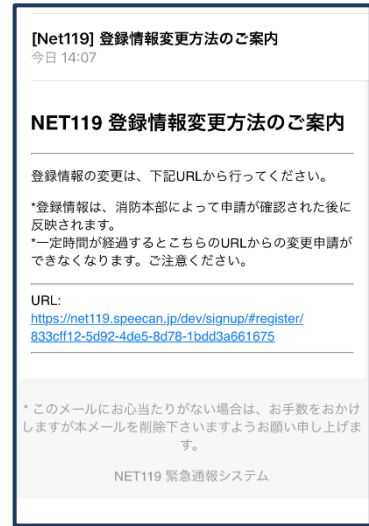 [Net119] 登録情報変更方法のご案内
今日 14:07
NET119 登録情報変更方法のご案内
登録情報の変更は、下記URLから行ってください。
*登録情報は、消防本部によって申請が確認された後に
反映されます。
*一定時間が経過するとこちらのURLからの変更申請が
できなくなります。ご注意ください。
URL:
https://net119.speecan.jp/dev/signup/#register/
833cff12-5d92-4de5-8d78-1bdd3a661675
* このメールにお心当たりがない場合は、お手数をおかけ
しますが本メールを削除下さいますようお願い申し上げま
す。
NET119 緊急通報システム